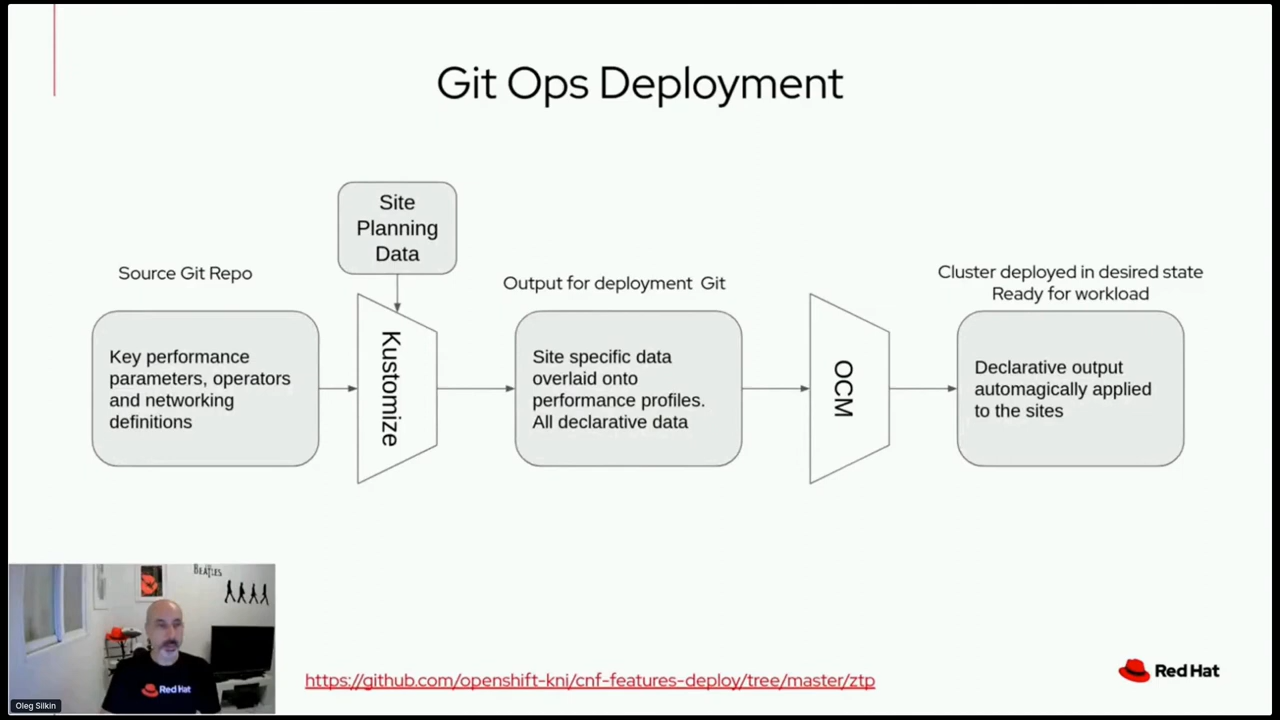 Git Ops Deployment
Site
Planning
Data
Source Git Repo
Output for deployment Git
Cluster deployed in desired state
Ready for workload
Key performance
parameters, operators
and networking
definitions
Kustomize
Site specific data
overlaid onto
performance profiles.
All declarative data
OCM
Declarative output
automagically applied
to the sites
BEATLES
Red Hat
Oleg Silkin
https://github.com/openshift-kni/cnf-features-deploy/tree/master/ztp
Red Hat